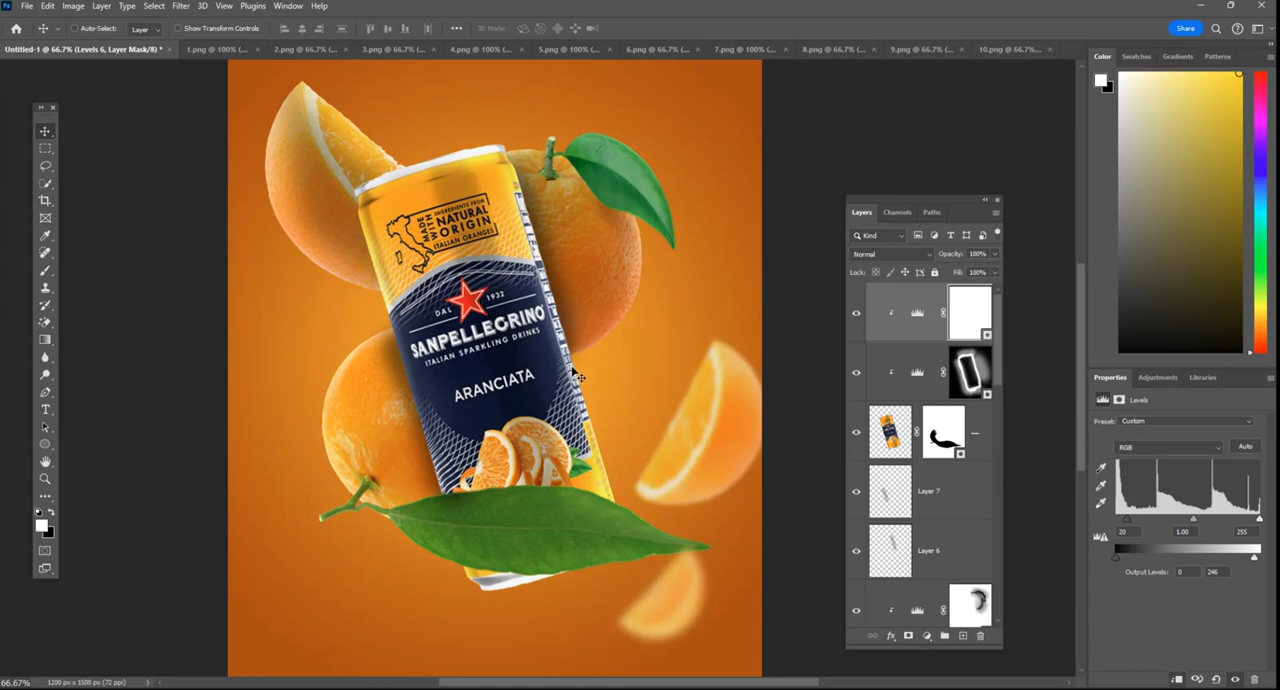 Ps File Edit Image Layer Type Select Filter 3D View Plugins Window Help
Auto-Select: Layer Show Transform Controls 3D Mode: Share
Untitled-1 @ 66.7% (Levels 6, Layer Mask/8) * 1.png @ 100% (... 2.png @ 66.7% (... 3.png @ 66.7% (... 4.png @ 100% (... 5.png @ 100% (... 6.png @ 66.7% (... 7.png @ 100% (... 8.png @ 66.7% (... 9.png @ 66.7% (... 10.png @ 66.7%...
Color Swatches Gradients Patterns
MADE WITH
INGREDIENTS FROM
NATURAL
ORIGIN
ITALIAN ORANGES
DAL 1932
SANPELLEGRINO
ITALIAN SPARKLING DRINKS
ARANCIATA
Layers Channels Paths
Kind
Normal Opacity: 100%
Lock: Fill: 100%
Layer 7
Layer 6
Properties Adjustments Libraries
Levels
Preset: Custom
RGB Auto
20 1.00 255
Output Levels: 0 246
66.67% 1200 px x 1500 px (72 ppi)